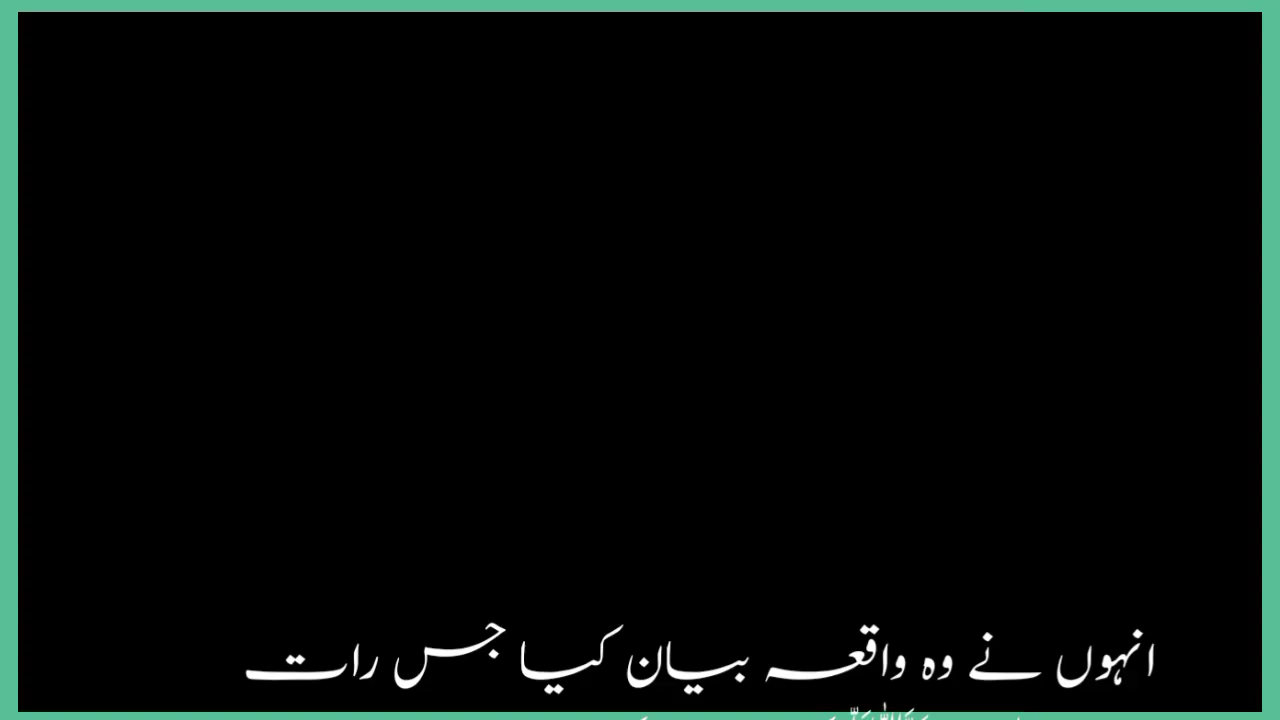 انہوں نے وہ واقعہ بیان کیا جس رات